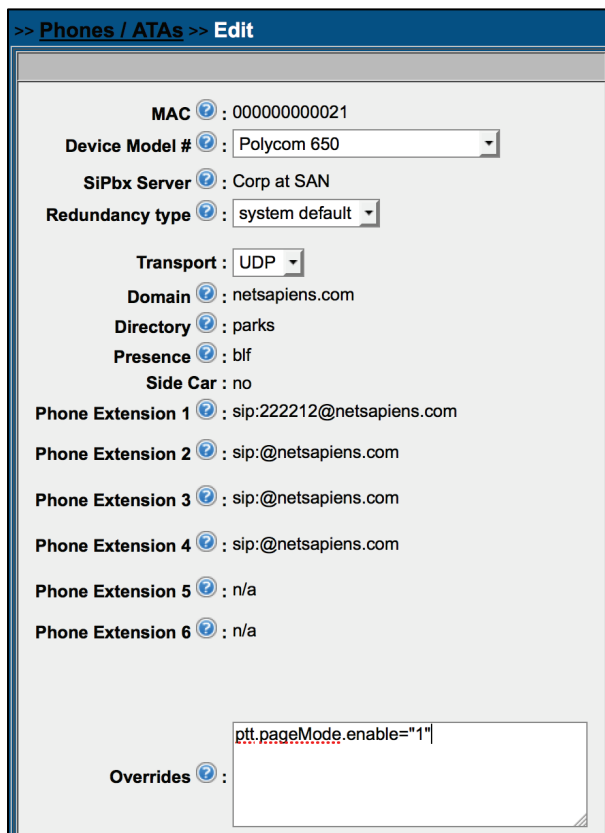 >> Phones / ATAs >> Edit
MAC ? : 000000000021
Device Model # ? : Polycom 650
SiPbx Server ? : Corp at SAN
Redundancy type ? : system default
Transport : UDP
Domain ? : netsapiens.com
Directory ? : parks
Presence ? : blf
Side Car : no
Phone Extension 1 ? : sip:222212@netsapiens.com
Phone Extension 2 ? : sip:@netsapiens.com
Phone Extension 3 ? : sip:@netsapiens.com
Phone Extension 4 ? : sip:@netsapiens.com
Phone Extension 5 ? : n/a
Phone Extension 6 ? : n/a
ptt.pageMode.enable="1"
Overrides ? :